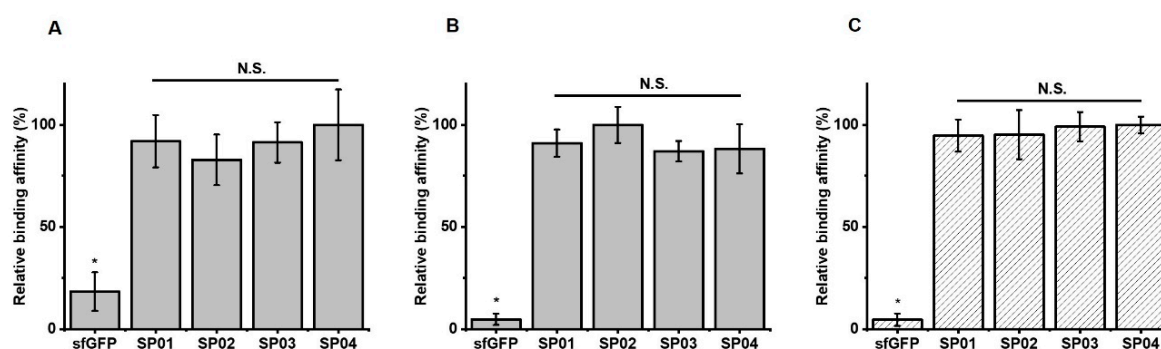 A
N.S.
Relative binding affinity (%)
100
50
0
*
sfGFP SP01 SP02 SP03 SP04
B
N.S.
Relative binding affinity (%)
100
50
0
*
sfGFP SP01 SP02 SP03 SP04
C
N.S.
Relative binding affinity (%)
100
50
0
*
sfGFP SP01 SP02 SP03 SP04